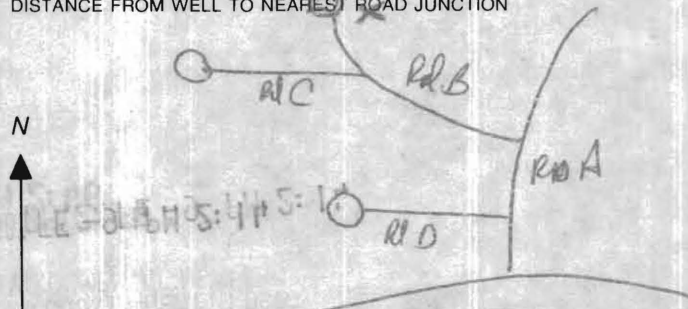 DISTANCE FROM WELL TO NEAREST ROAD JUNCTION
Rd B
Rd C
N
Rd A
Rd D